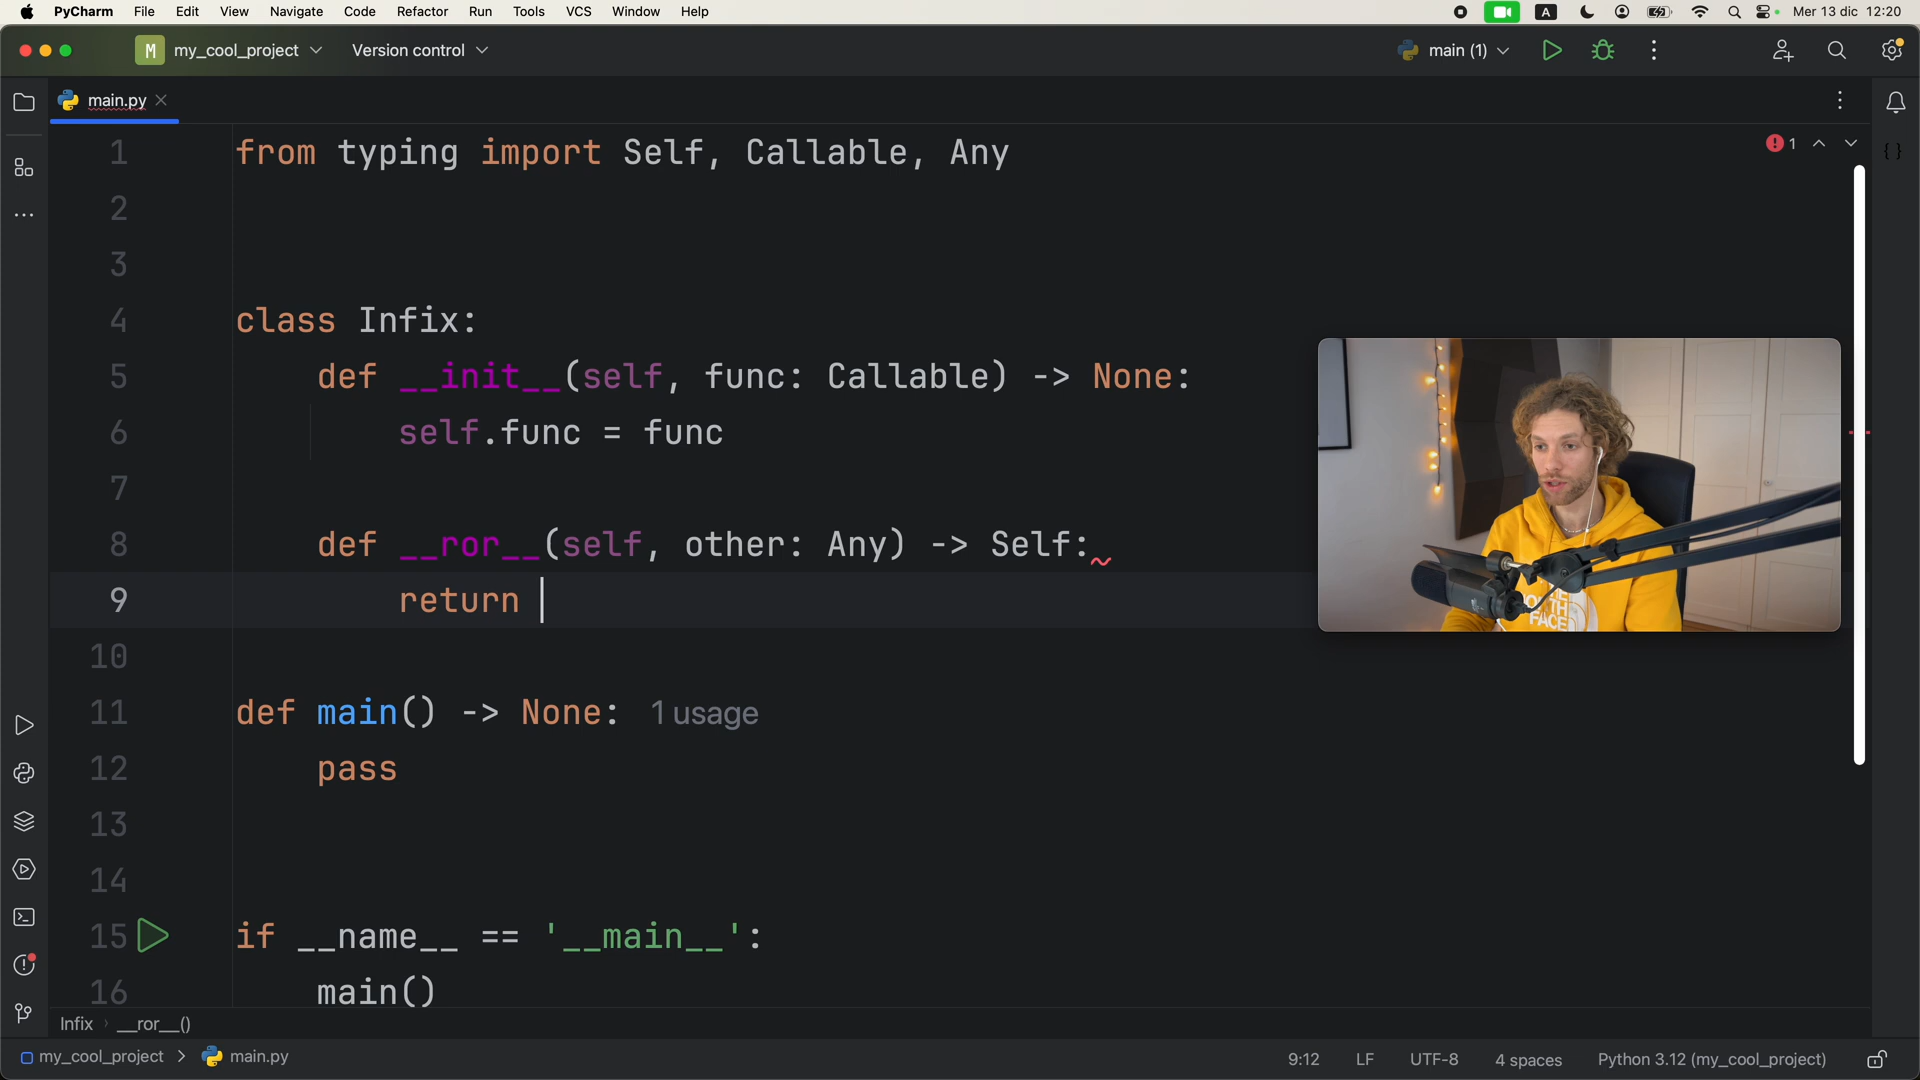 PyCharm File Edit View Navigate Code Refactor Run Tools VCS Window Help A Mer 13 dic 12:20
M my_cool_project Version control main (1)
main.py
1 from typing import Self, Callable, Any
1
2
3
4 class Infix:
5 def __init__(self, func: Callable) -> None:
6 self.func = func
7
8 def __ror__(self, other: Any) -> Self:
9 return
10
11 def main() -> None: 1 usage
12 pass
13
14
15 if __name__ == '__main__':
16 main()
NORTH
FACE
Infix › __ror__()
my_cool_project > main.py 9:12 LF UTF-8 4 spaces Python 3.12 (my_cool_project)